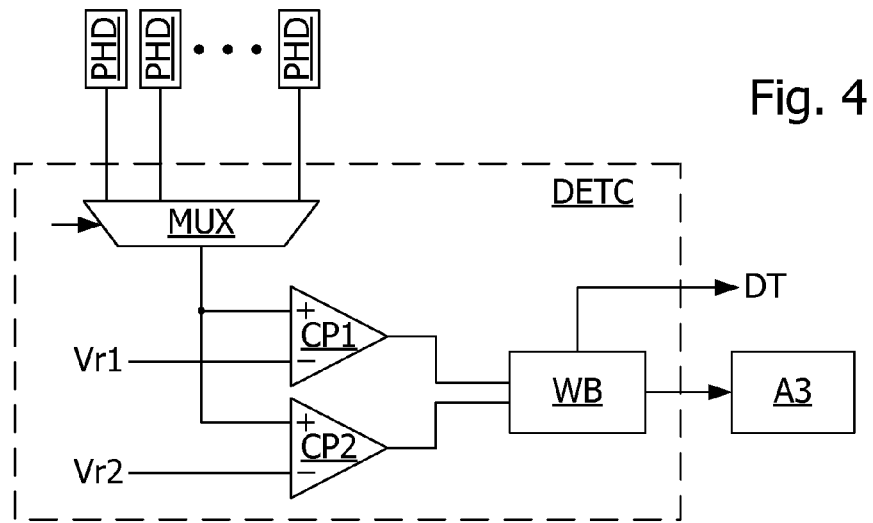 PHD PHD PHD
Fig. 4
DETC
MUX
DT
+
CP1
Vr1 −
WB
A3
+
CP2
Vr2 −